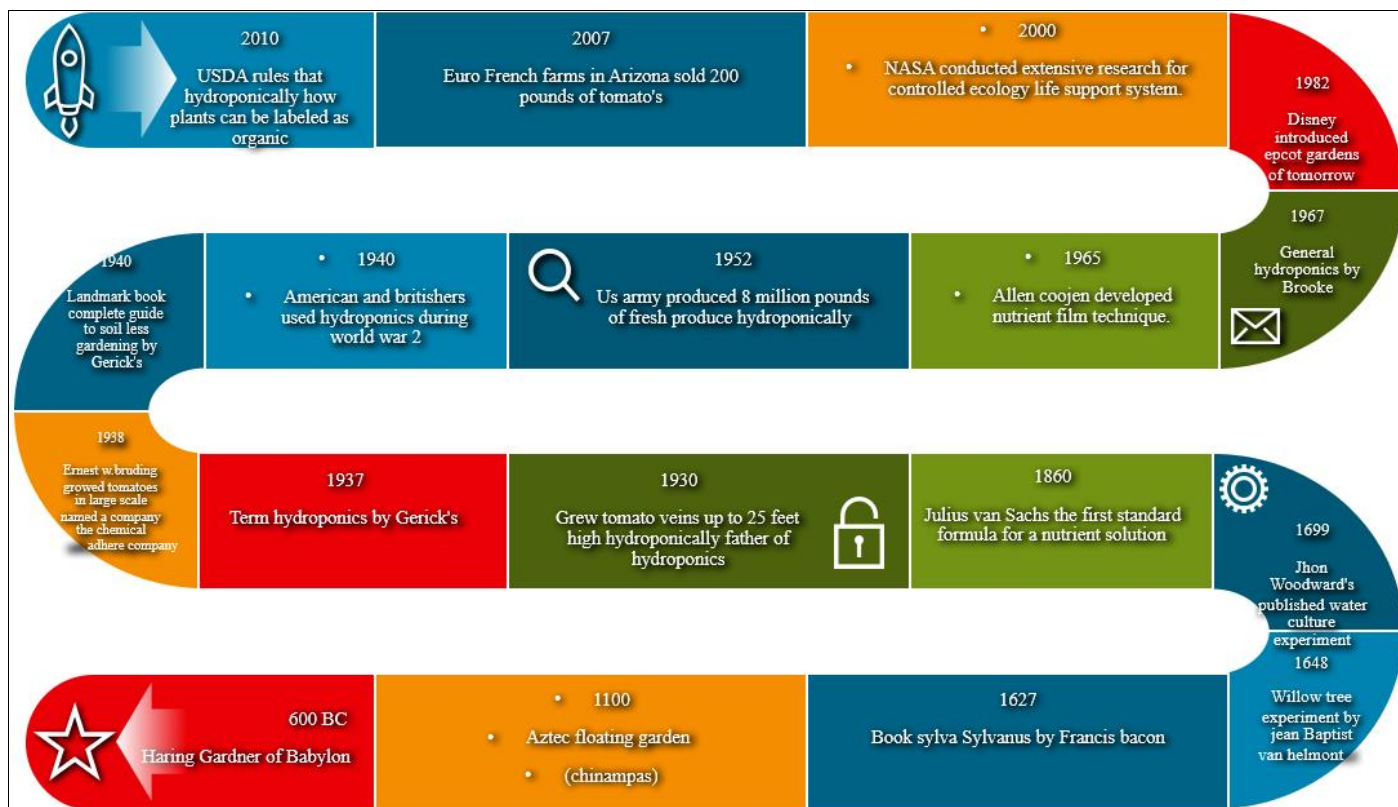 2010
USDA rules that
hydroponically how
plants can be labeled as
organic
2007
Euro French farms in Arizona sold 200
pounds of tomato's
• 2000
• NASA conducted extensive research for
controlled ecology life support system.
1982
Disney
introduced
epcot gardens
of tomorrow
1967
General
hydroponics by
Brooke
• 1965
• Allen coojen developed
nutrient film technique.
1952
Us army produced 8 million pounds
of fresh produce hydroponically
• 1940
• American and britishers
used hydroponics during
world war 2
1940
Landmark book
complete guide
to soil less
gardening by
Gerick's
1938
Ernest w.bruding
growed tomatoes
in large scale
named a company
the chemical
adhere company
1937
Term hydroponics by Gerick's
1930
Grew tomato veins up to 25 feet
high hydroponically father of
hydroponics
1860
Julius van Sachs the first standard
formula for a nutrient solution
1699
Jhon
Woodward's
published water
culture
experiment
1648
Willow tree
experiment by
jean Baptist
van helmont
1627
Book sylva Sylvanus by Francis bacon
• 1100
• Aztec floating garden
• (chinampas)
600 BC
Haring Gardner of Babylon